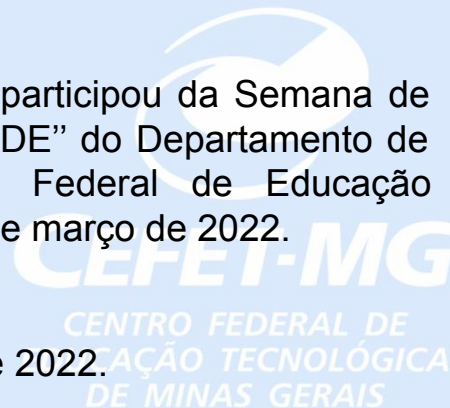 participou da Semana de
DE” do Departamento de
Federal de Educação
e março de 2022.
CEFET-MG
CENTRO FEDERAL DE
EDUCAÇÃO TECNOLÓGICA
DE MINAS GERAIS
e 2022.